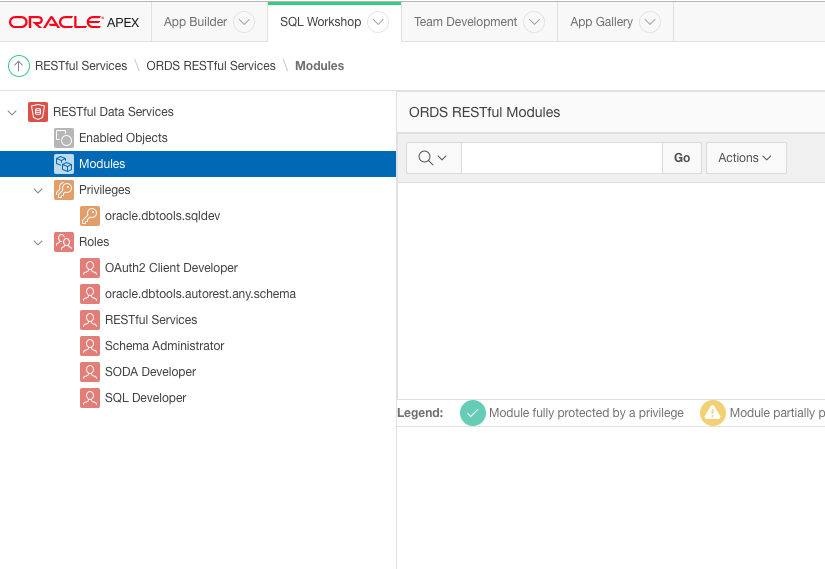 ORACLE APEX App Builder SQL Workshop Team Development App Gallery
RESTful Services \ ORDS RESTful Services \ Modules
RESTful Data Services
Enabled Objects
Modules
Privileges
oracle.dbtools.sqldev
Roles
OAuth2 Client Developer
oracle.dbtools.autorest.any.schema
RESTful Services
Schema Administrator
SODA Developer
SQL Developer
ORDS RESTful Modules
Go Actions
Legend: Module fully protected by a privilege Module partially p